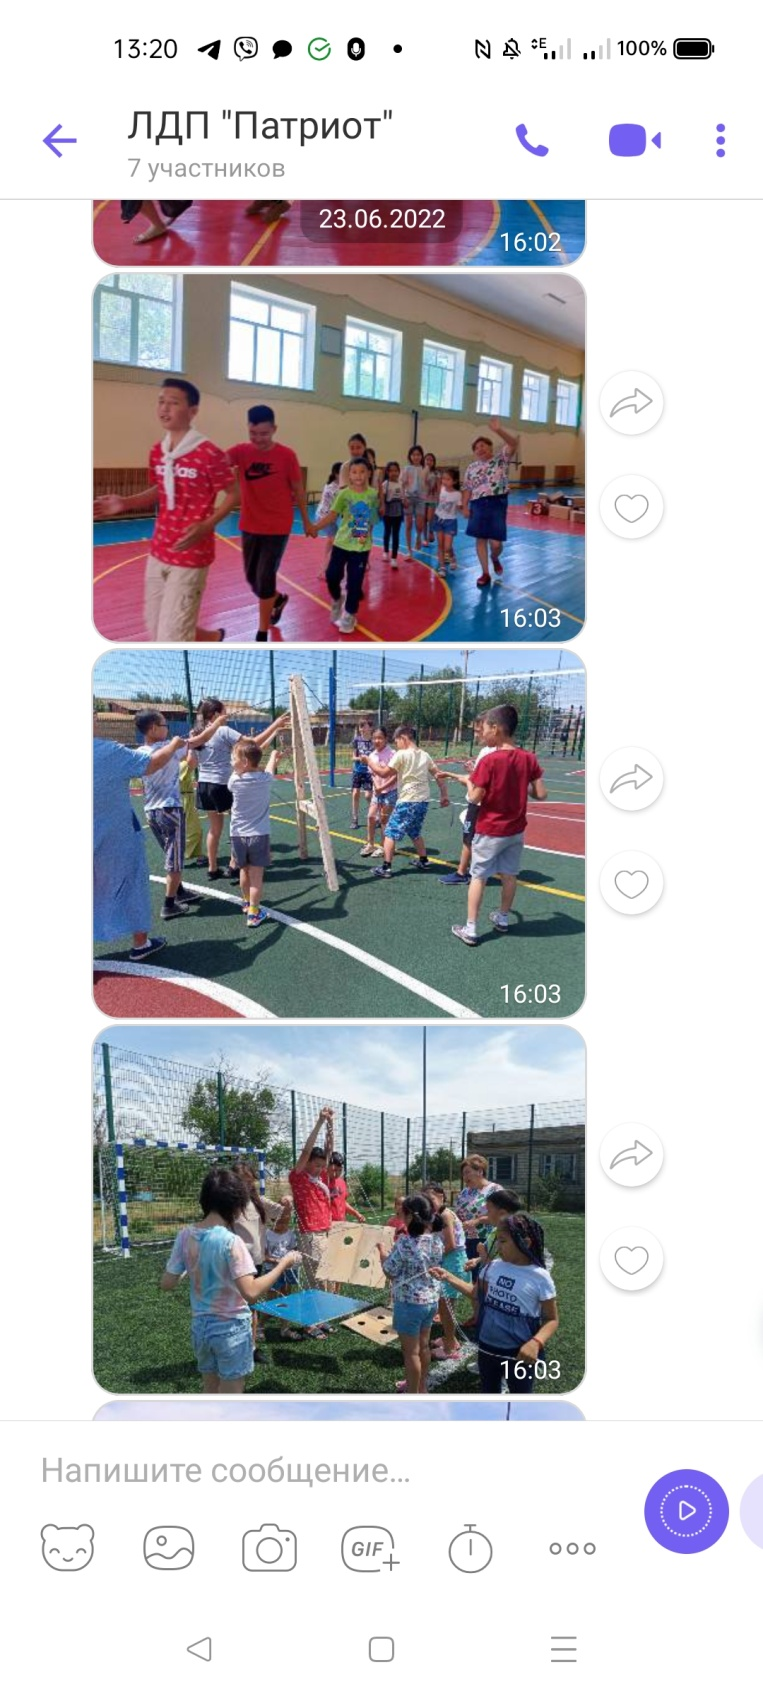 13:20
E
100%
ЛДП "Патриот"
7 участников
23.06.2022
16:02
adidas
NIKE
3
16:03
16:03
NO
PHOTO
PLEASE
16:03
Напишите сообщение...
GIF